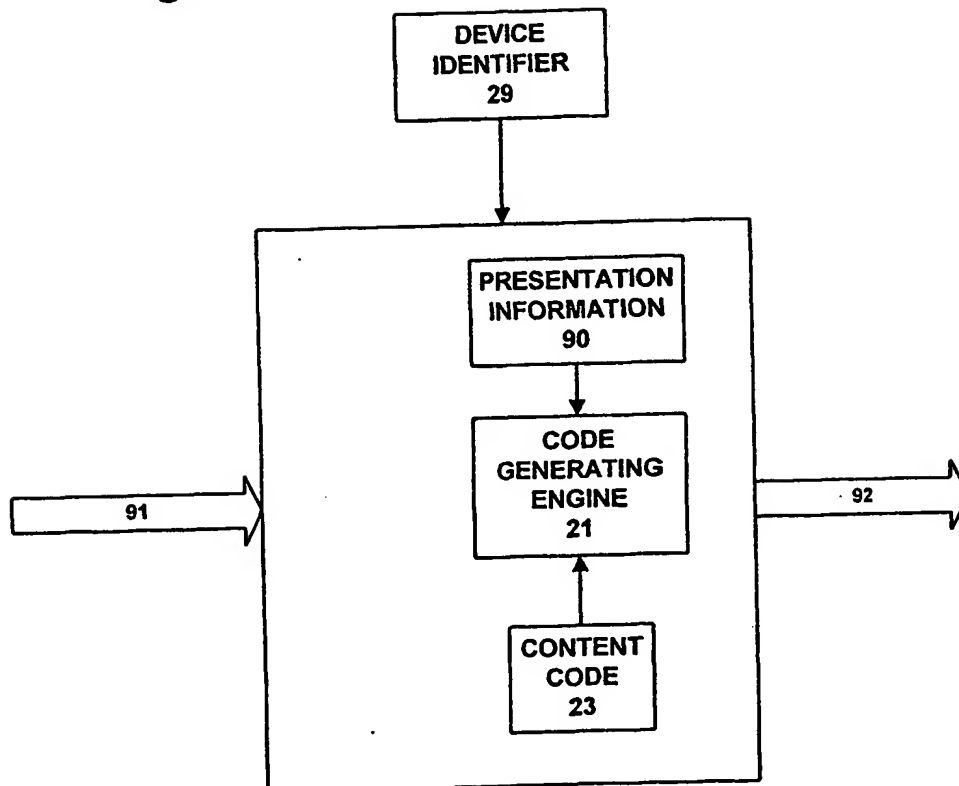 DEVICE
IDENTIFIER
29
PRESENTATION
INFORMATION
90
CODE
GENERATING
ENGINE
21
91
92
CONTENT
CODE
23